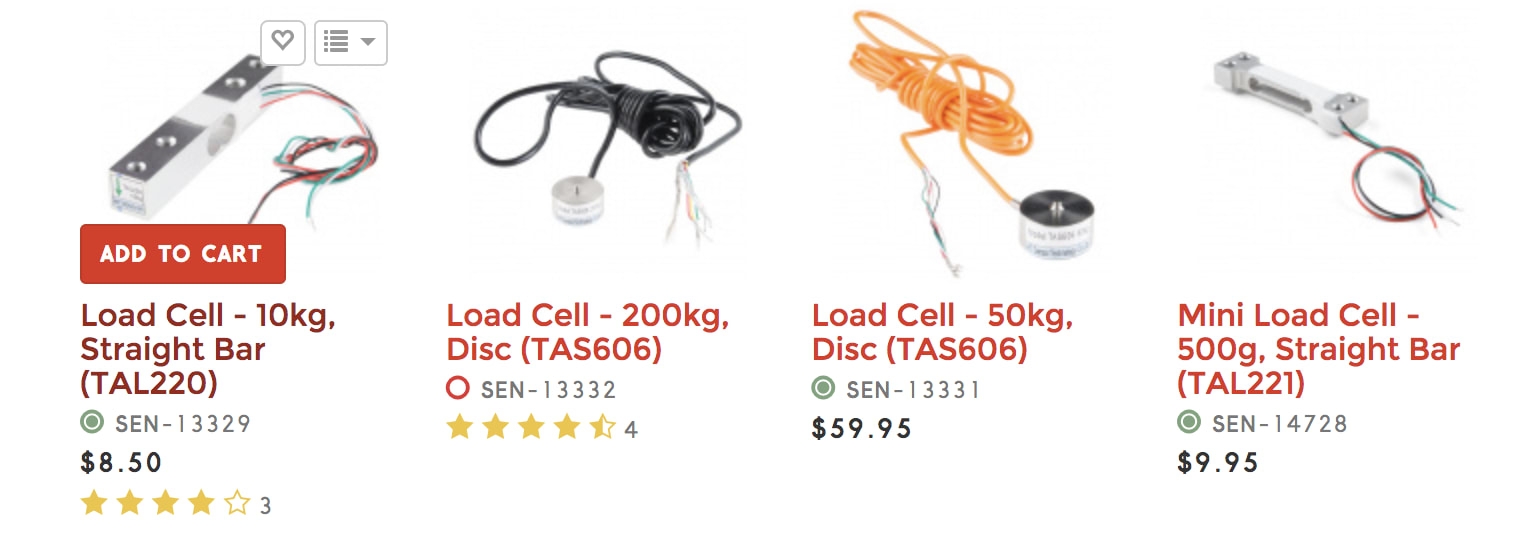 ADD TO CART
Load Cell - 10kg,
Straight Bar
(TAL220)
SEN-13329
$8.50
3
Load Cell - 200kg,
Disc (TAS606)
SEN-13332
4
Load Cell - 50kg,
Disc (TAS606)
SEN-13331
$59.95
Mini Load Cell -
500g, Straight Bar
(TAL221)
SEN-14728
$9.95